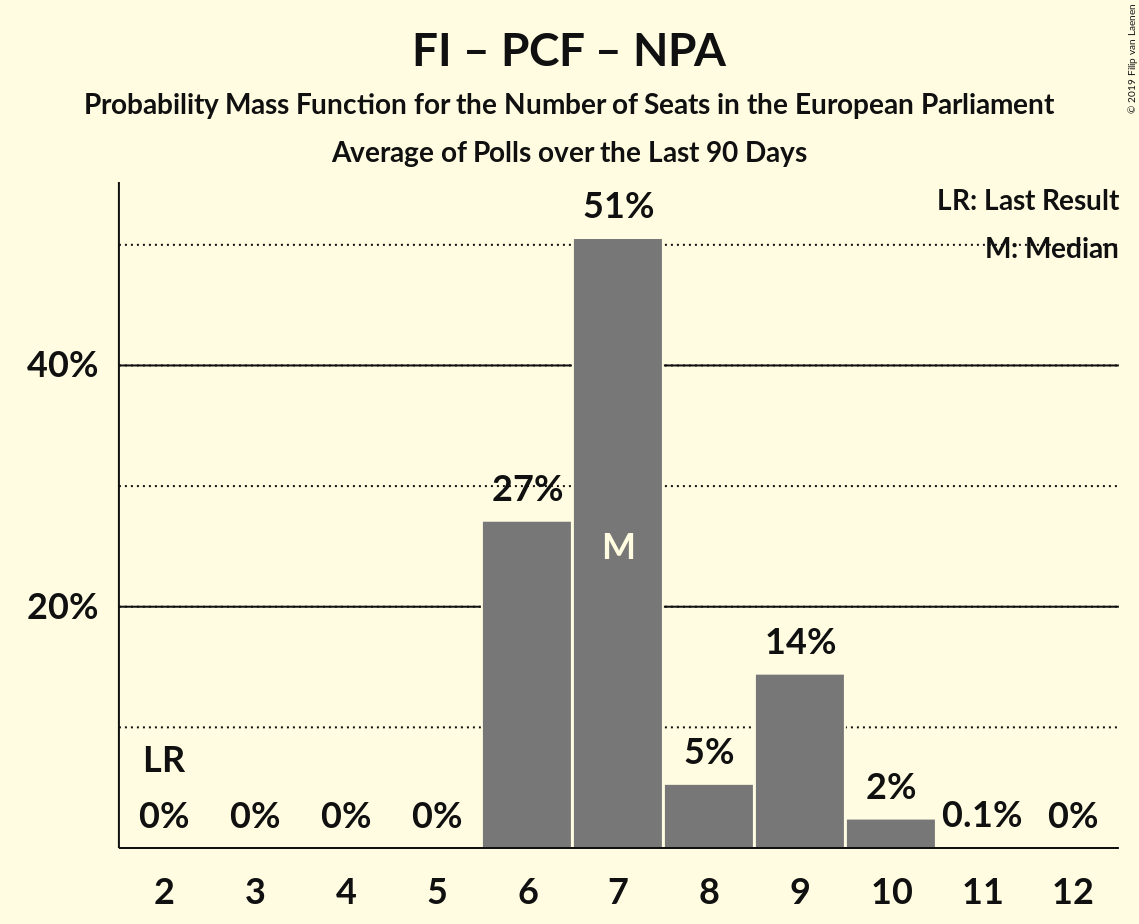 FI – PCF – NPA
Probability Mass Function for the Number of Seats in the European Parliament
Average of Polls over the Last 90 Days
© 2019 Filip van Laenen
LR: Last Result
M: Median
51%
40%
27%
M
20%
14%
LR
5%
2%
0% 0% 0% 0% 0.1% 0%
2 3 4 5 6 7 8 9 10 11 12